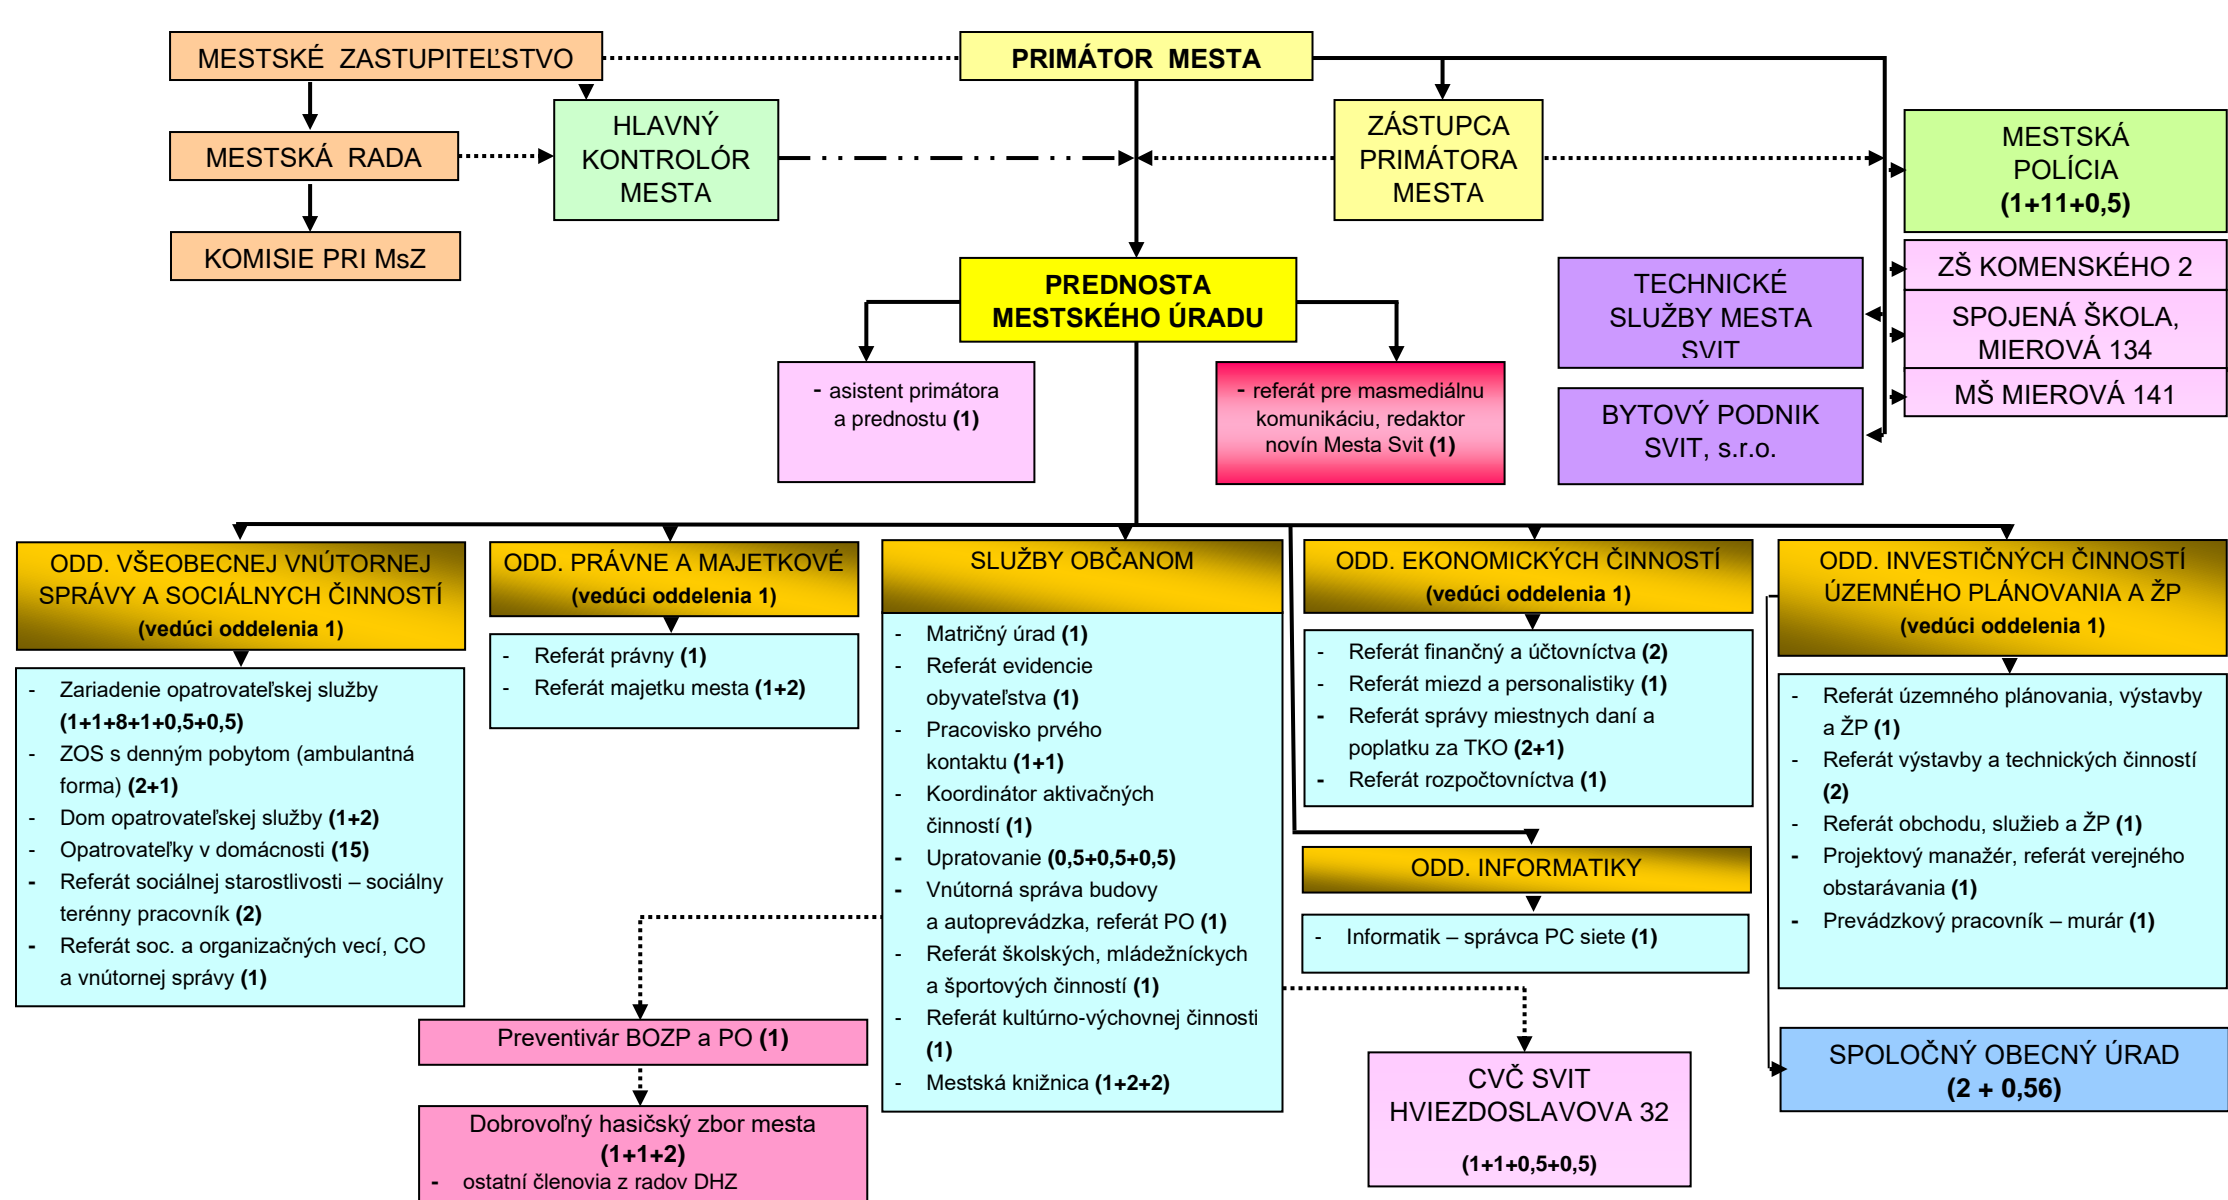 MESTSKÉ ZASTUPITEĽSTVO
PRIMÁTOR MESTA
MESTSKÁ RADA
KOMISIE PRI MsZ
HLAVNÝ
KONTROLÓR
MESTA
ZÁSTUPCA
PRIMÁTORA
MESTA
MESTSKÁ
POLÍCIA
(1+11+0,5)
ZŠ KOMENSKÉHO 2
SPOJENÁ ŠKOLA,
MIEROVÁ 134
MŠ MIEROVÁ 141
TECHNICKÉ
SLUŽBY MESTA
SVIT
BYTOVÝ PODNIK
SVIT, s.r.o.
PREDNOSTA
MESTSKÉHO ÚRADU
- asistent primátora
a prednostu (1)
- referát pre masmediálnu
komunikáciu, redaktor
novín Mesta Svit (1)
ODD. VŠEOBECNEJ VNÚTORNEJ
SPRÁVY A SOCIÁLNYCH ČINNOSTÍ
(vedúci oddelenia 1)
- Zariadenie opatrovateľskej služby
(1+1+8+1+0,5+0,5)
- ZOS s denným pobytom (ambulantná
forma) (2+1)
- Dom opatrovateľskej služby (1+2)
- Opatrovateľky v domácnosti (15)
- Referát sociálnej starostlivosti – sociálny
terénny pracovník (2)
- Referát soc. a organizačných vecí, CO
a vnútornej správy (1)
ODD. PRÁVNE A MAJETKOVÉ
(vedúci oddelenia 1)
- Referát právny (1)
- Referát majetku mesta (1+2)
SLUŽBY OBČANOM
- Matričný úrad (1)
- Referát evidencie
obyvateľstva (1)
- Pracovisko prvého
kontaktu (1+1)
- Koordinátor aktivačných
činností (1)
- Upratovanie (0,5+0,5+0,5)
- Vnútorná správa budovy
a autoprevádzka, referát PO (1)
- Referát školských, mládežníckych
a športových činností (1)
- Referát kultúrno-výchovnej činnosti
(1)
- Mestská knižnica (1+2+2)
ODD. EKONOMICKÝCH ČINNOSTÍ
(vedúci oddelenia 1)
- Referát finančný a účtovníctva (2)
- Referát miezd a personalistiky (1)
- Referát správy miestnych daní a
poplatku za TKO (2+1)
- Referát rozpočtovníctva (1)
ODD. INFORMATIKY
- Informatik – správca PC siete (1)
ODD. INVESTIČNÝCH ČINNOSTÍ
ÚZEMNÉHO PLÁNOVANIA A ŽP
(vedúci oddelenia 1)
- Referát územného plánovania, výstavby
a ŽP (1)
- Referát výstavby a technických činností
(2)
- Referát obchodu, služieb a ŽP (1)
- Projektový manažér, referát verejného
obstarávania (1)
- Prevádzkový pracovník – murár (1)
Preventivár BOZP a PO (1)
Dobrovoľný hasičský zbor mesta
(1+1+2)
- ostatní členovia z radov DHZ
CVČ SVIT
HVIEZDOSLAVOVA 32
(1+1+0,5+0,5)
SPOLOČNÝ OBECNÝ ÚRAD
(2 + 0,56)